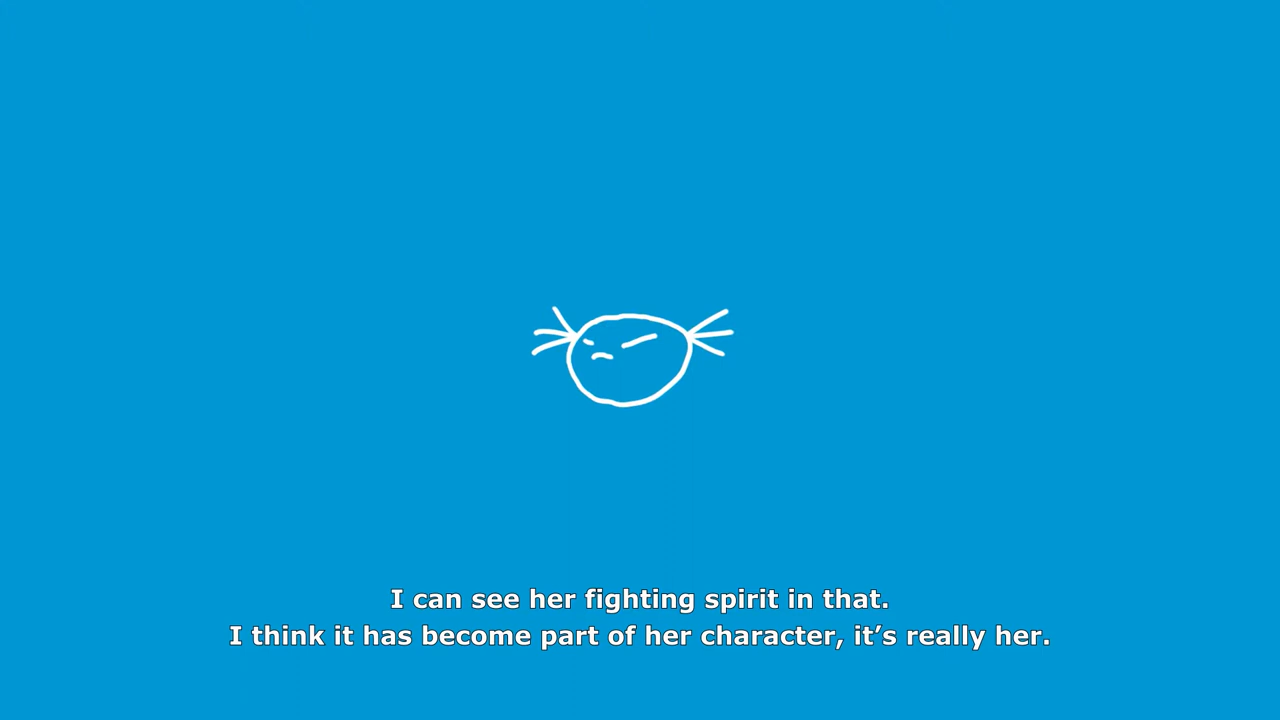 I can see her fighting spirit in that.
I think it has become part of her character, it’s really her.